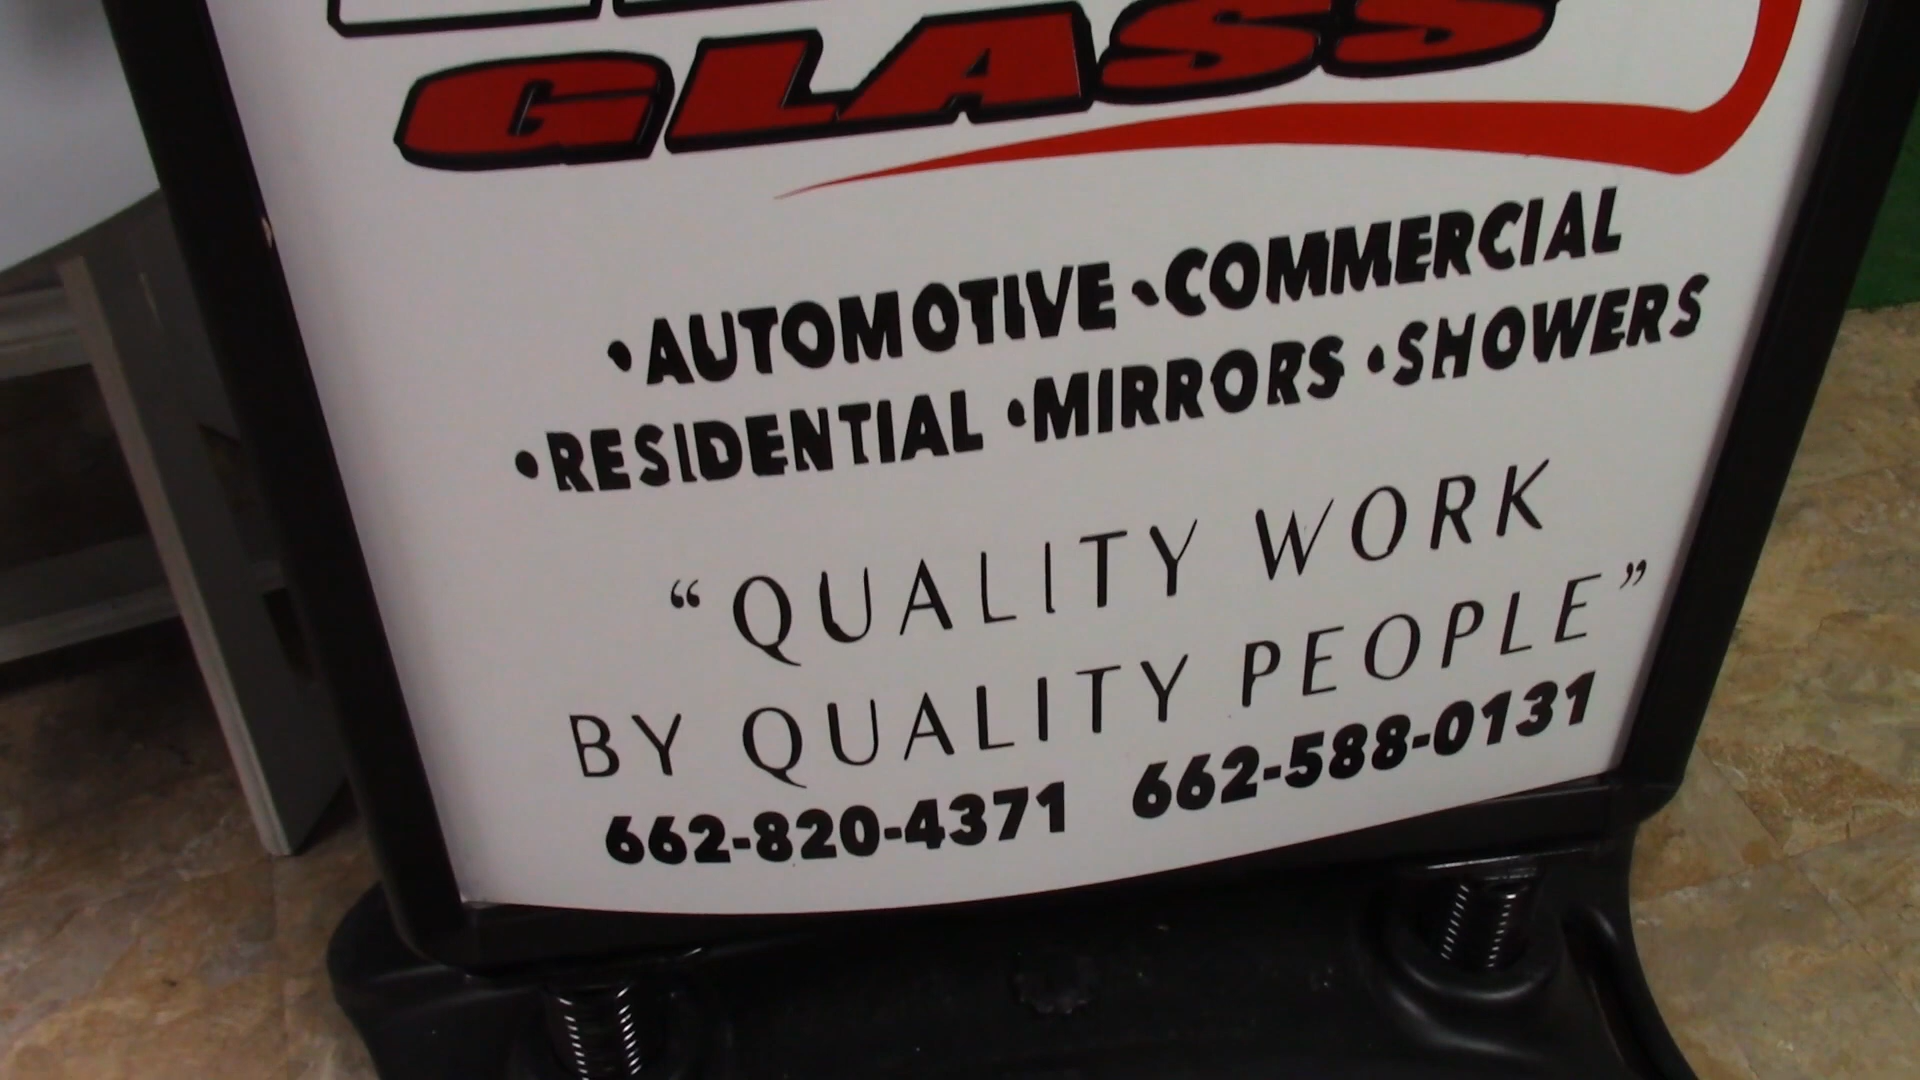 GLASS
•AUTOMOTIVE •COMMERCIAL
•RESIDENTIAL •MIRRORS •SHOWERS
“QUALITY WORK
BY QUALITY PEOPLE”
662-820-4371 662-588-0131